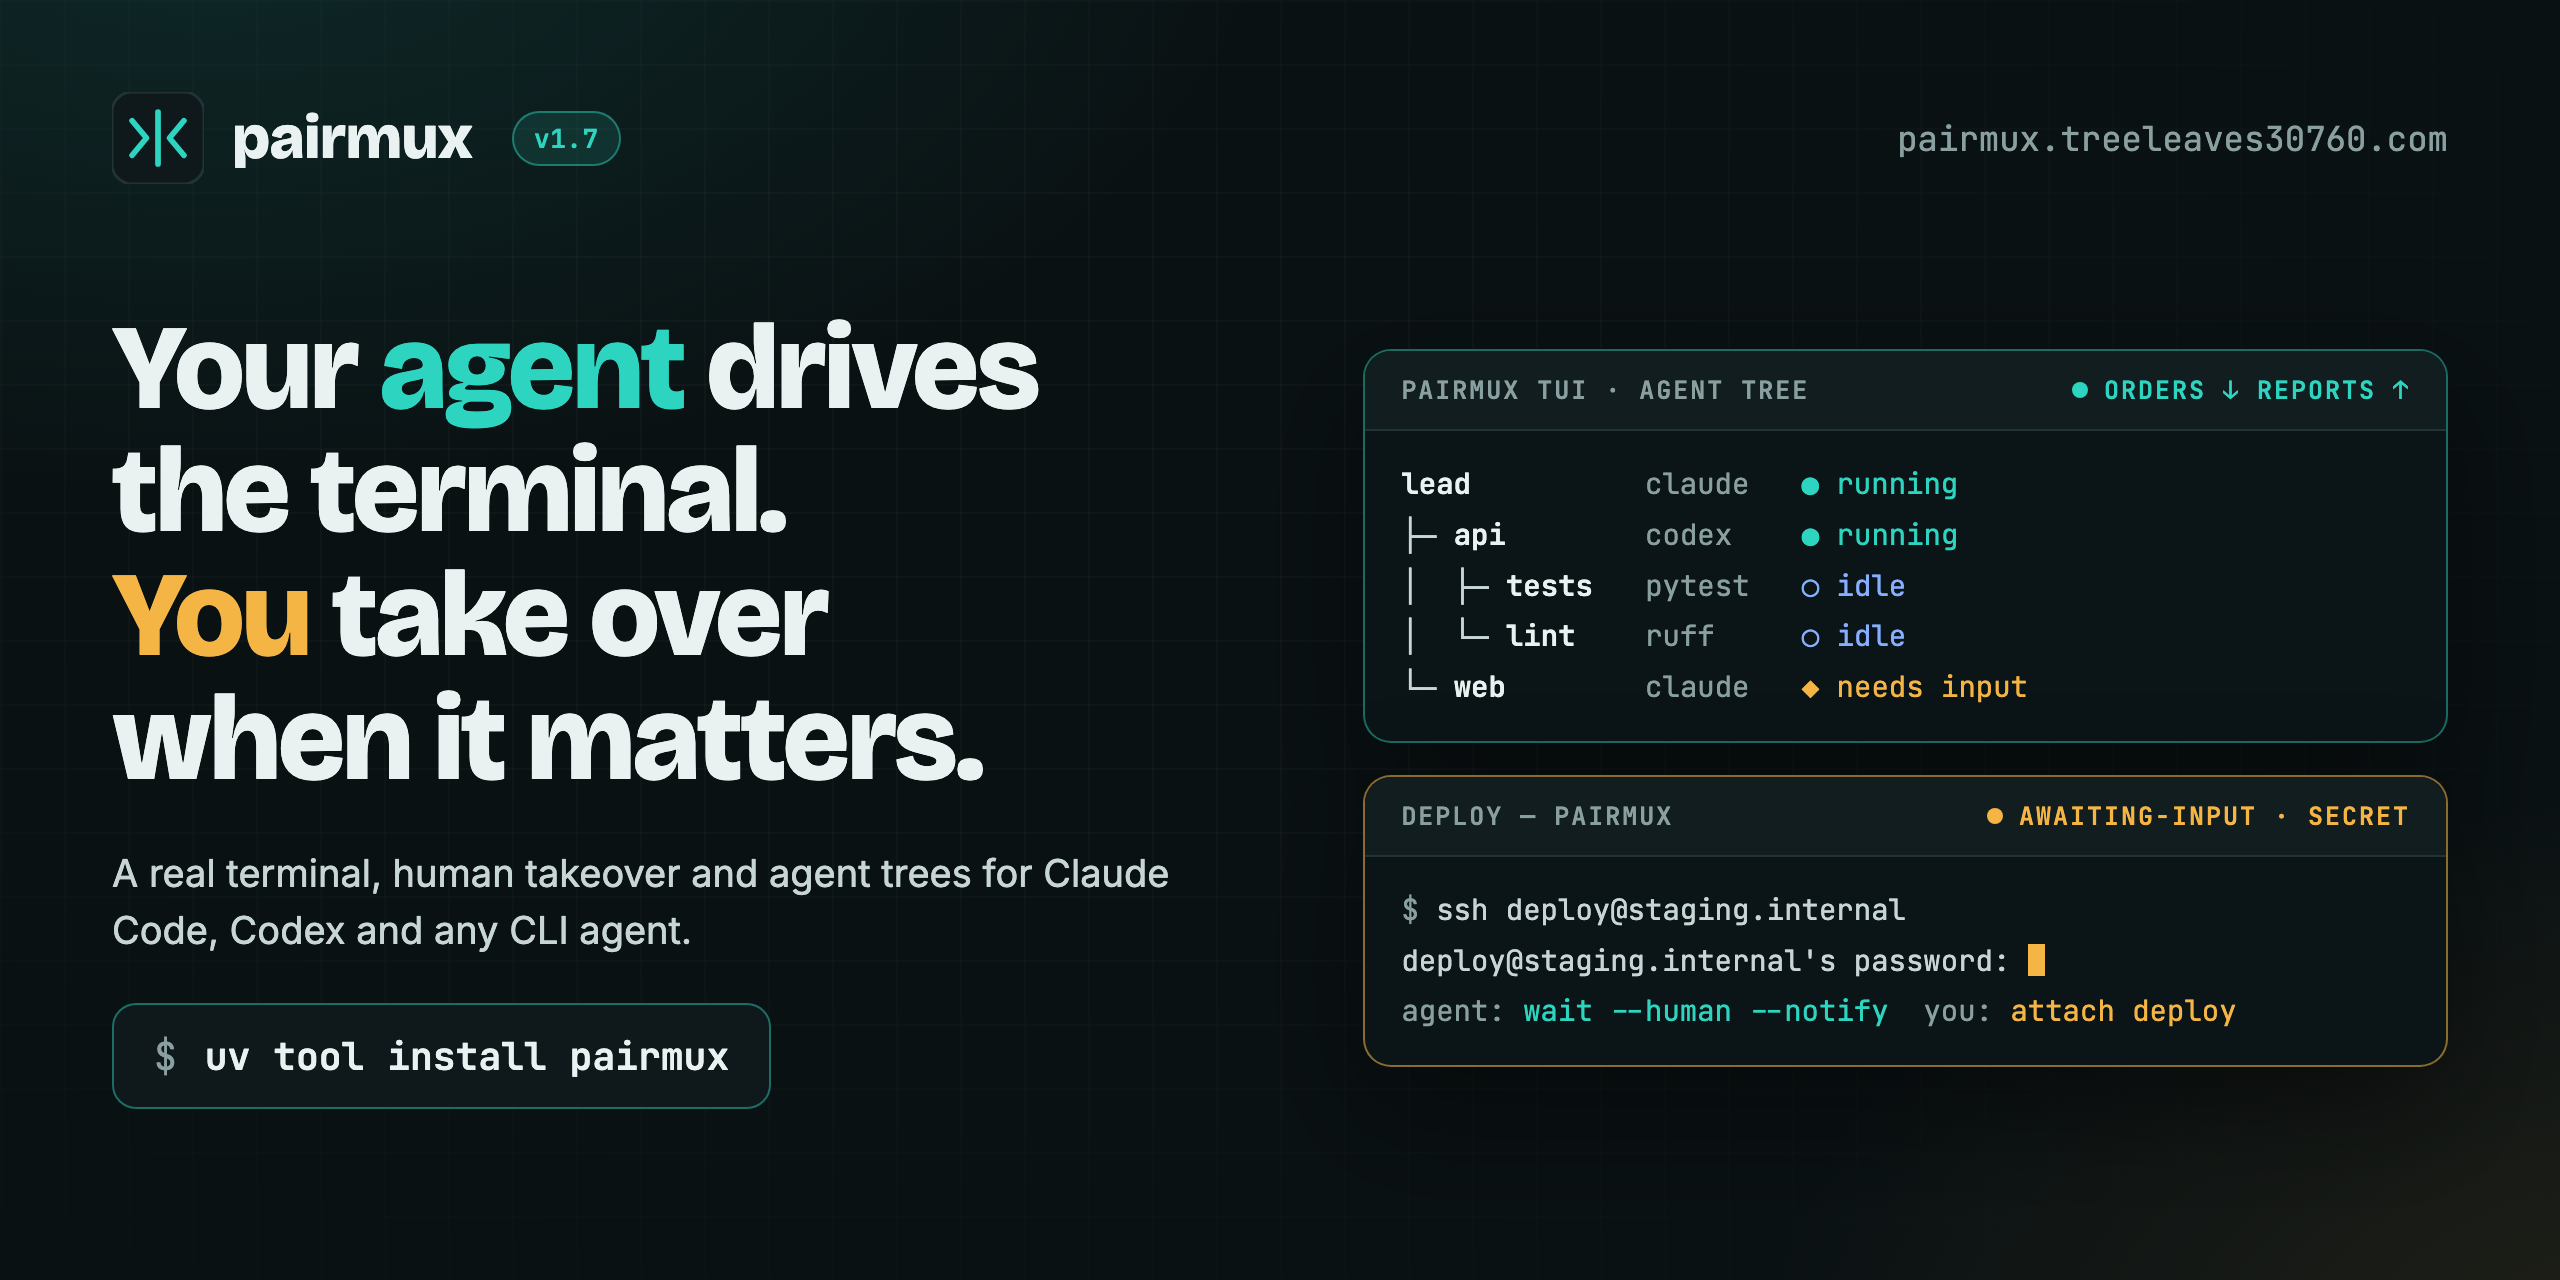 pairmux v1.7
pairmux.treeleaves30760.com
Your agent drives
the terminal.
You take over
when it matters.
A real terminal, human takeover and agent trees for Claude
Code, Codex and any CLI agent.
$ uv tool install pairmux
PAIRMUX TUI · AGENT TREE ● ORDERS ↓ REPORTS ↑
lead claude ● running
├─ api codex ● running
│ ├─ tests pytest ○ idle
│ └─ lint ruff ○ idle
└─ web claude ◆ needs input
DEPLOY — PAIRMUX ● AWAITING-INPUT · SECRET
$ ssh deploy@staging.internal
deploy@staging.internal's password:
agent: wait --human --notify you: attach deploy